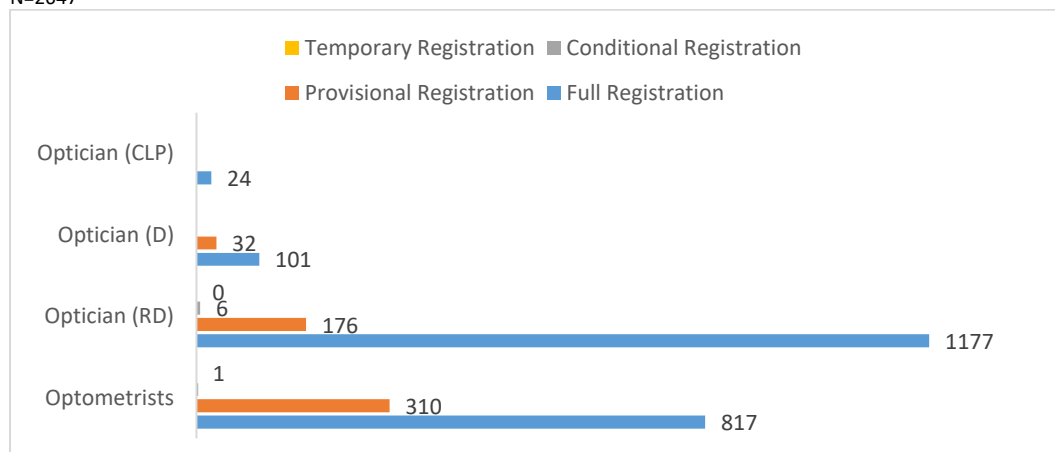 Temporary Registration Conditional Registration
Provisional Registration Full Registration
Optician (CLP)
24
Optician (D)
32
101
Optician (RD)
0
6
176
1177
Optometrists
1
310
817